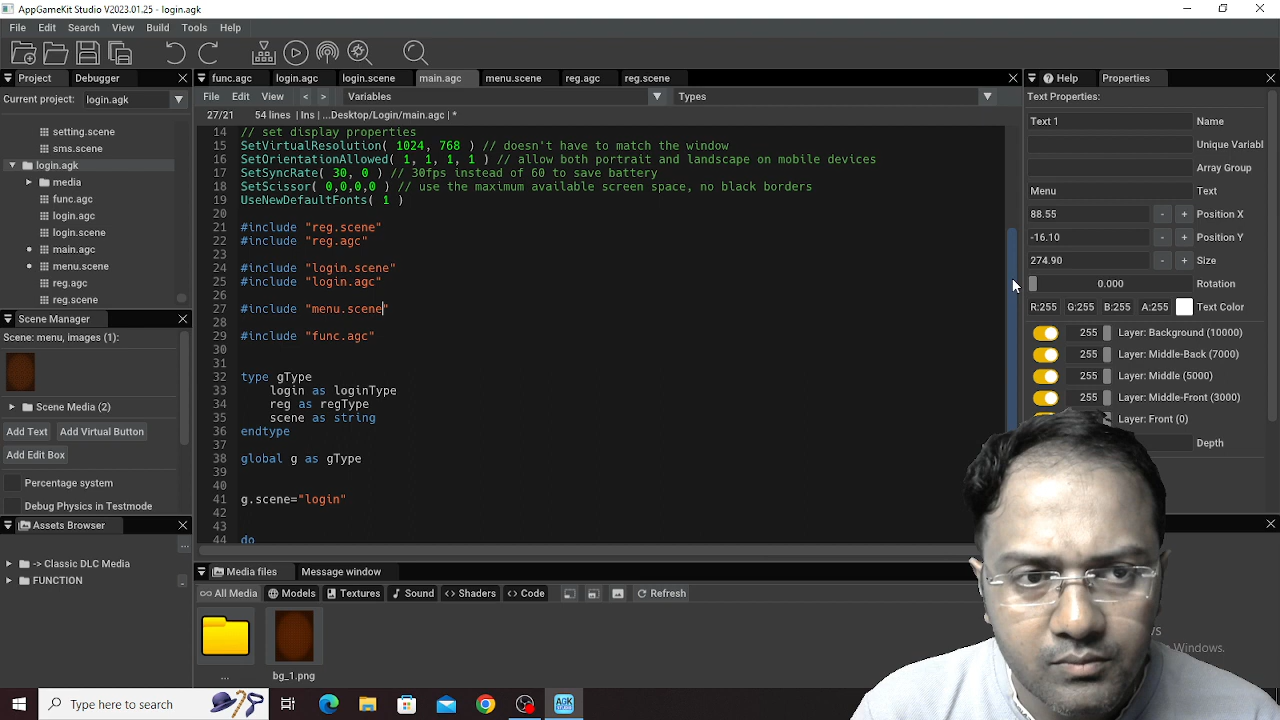 AppGameKit Studio V2023.01.25 - login.agk
File Edit Search View Build Tools Help
Project Debugger
func.agc login.agc login.scene main.agc menu.scene reg.agc reg.scene
Help Properties
Current project: login.agk
File Edit View < > Variables Types
Text Properties:
27/21 54 lines | Ins | ...Desktop/Login/main.agc | *
setting.scene
sms.scene
login.agk
media
func.agc
login.agc
login.scene
main.agc
menu.scene
reg.agc
reg.scene
14 // set display properties
15 SetVirtualResolution( 1024, 768 ) // doesn't have to match the window
16 SetOrientationAllowed( 1, 1, 1, 1 ) // allow both portrait and landscape on mobile devices
17 SetSyncRate( 30, 0 ) // 30fps instead of 60 to save battery
18 SetScissor( 0,0,0,0 ) // use the maximum available screen space, no black borders
19 UseNewDefaultFonts( 1 )
20
21 #include "reg.scene"
22 #include "reg.agc"
23
24 #include "login.scene"
25 #include "login.agc"
26
27 #include "menu.scene"
28
29 #include "func.agc"
30
31
32 type gType
33 login as loginType
34 reg as regType
35 scene as string
36 endtype
37
38 global g as gType
39
40
41 g.scene="login"
42
43
44 do
Text 1 Name
Unique Variabl
Array Group
Menu Text
88.55 - + Position X
-16.10 - + Position Y
274.90 - + Size
0.000 Rotation
R:255 G:255 B:255 A:255 Text Color
255 Layer: Background (10000)
255 Layer: Middle-Back (7000)
255 Layer: Middle (5000)
255 Layer: Middle-Front (3000)
Layer: Front (0)
Depth
Scene Manager
Scene: menu, images (1):
Scene Media (2)
Add Text Add Virtual Button
Add Edit Box
Percentage system
Debug Physics in Testmode
Assets Browser
...
-> Classic DLC Media
FUNCTION
Media files Message window
All Media Models Textures Sound Shaders Code Refresh
...
bg_1.png
Windows.
Type here to search
AGK
STUDIO